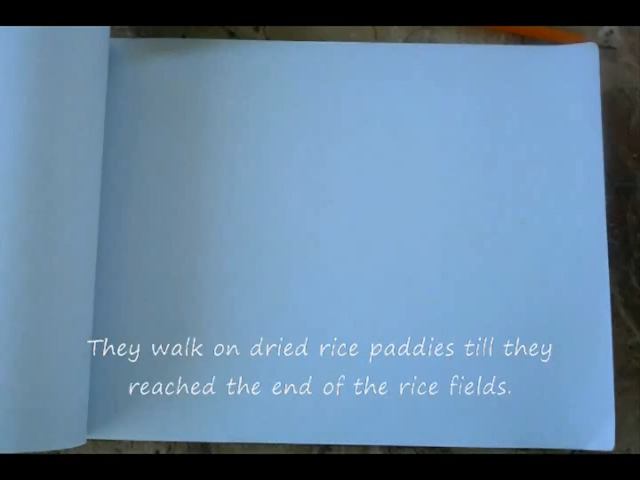 They walk on dried rice paddies till they
reached the end of the rice fields.